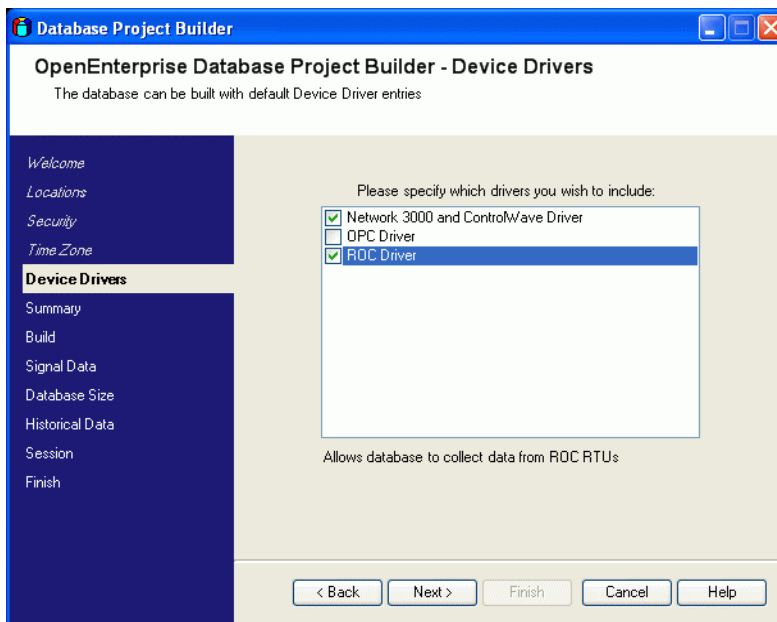 Database Project Builder
OpenEnterprise Database Project Builder - Device Drivers
The database can be built with default Device Driver entries
Welcome
Locations
Security
Time Zone
Device Drivers
Summary
Build
Signal Data
Database Size
Historical Data
Session
Finish
Please specify which drivers you wish to include:
Network 3000 and ControlWave Driver
OPC Driver
ROC Driver
Allows database to collect data from ROC RTUs
< Back
Next >
Finish
Cancel
Help